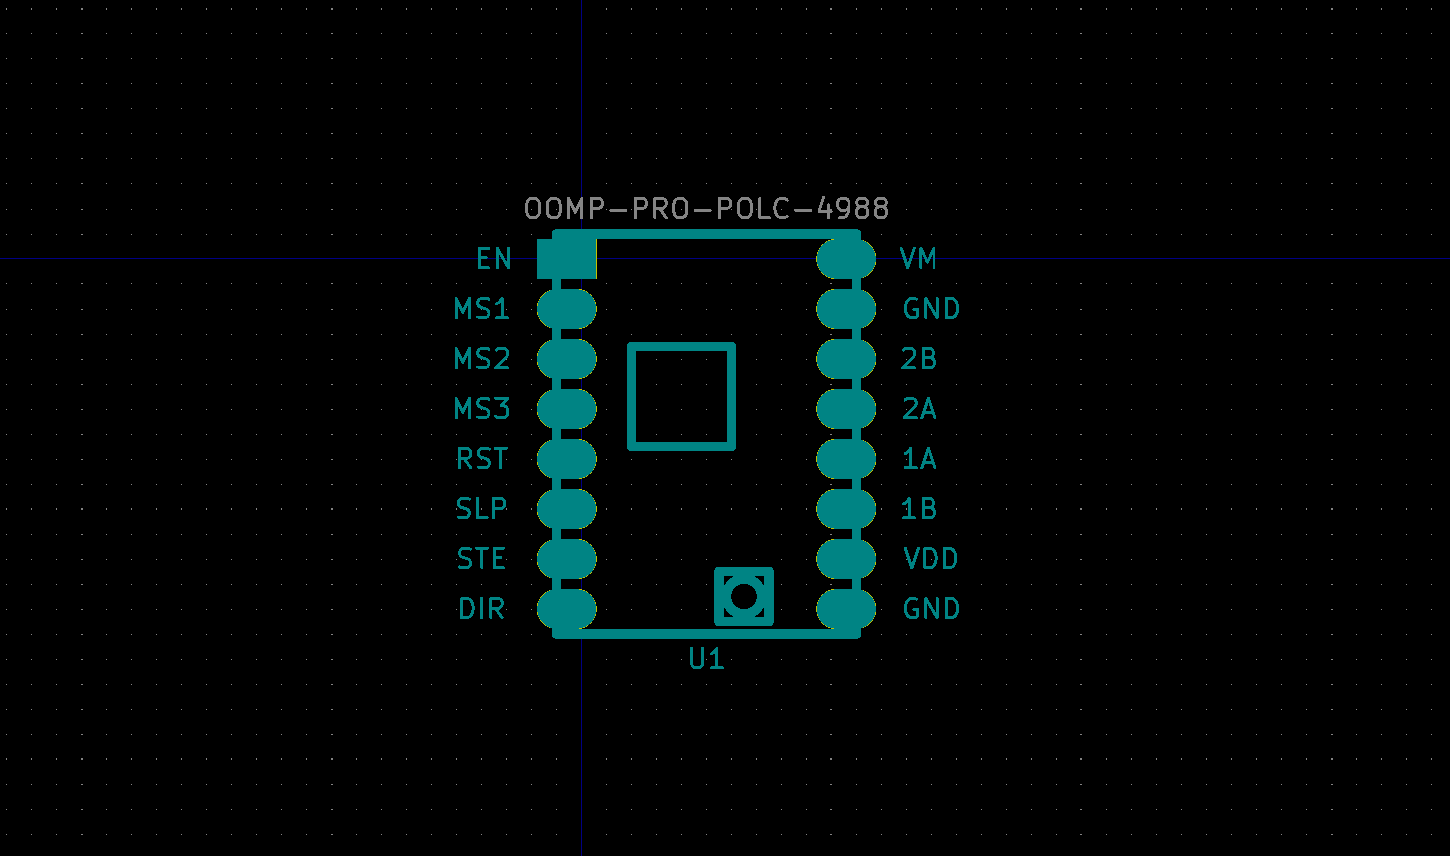 OOMP-PRO-POLC-4988
EN VM
MS1 GND
MS2 2B
MS3 2A
RST 1A
SLP 1B
STE VDD
DIR GND
U1